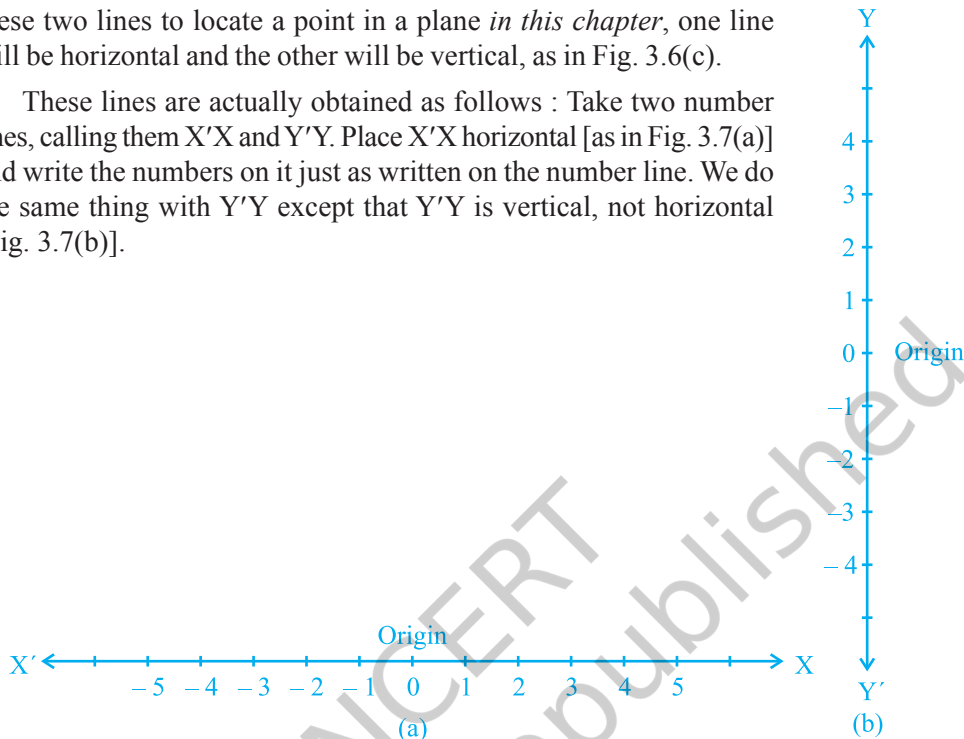 ese two lines to locate a point in a plane in this chapter, one line
ill be horizontal and the other will be vertical, as in Fig. 3.6(c).
These lines are actually obtained as follows : Take two number
nes, calling them X′X and Y′Y. Place X′X horizontal [as in Fig. 3.7(a)]
nd write the numbers on it just as written on the number line. We do
e same thing with Y′Y except that Y′Y is vertical, not horizontal
ig. 3.7(b)].
Y
4
3
2
1
0 Origin
–1
–2
–3
– 4
Y´
(b)
Origin
X´ X
– 5 – 4 – 3 – 2 – 1 0 1 2 3 4 5
(a)
NCERT
republished